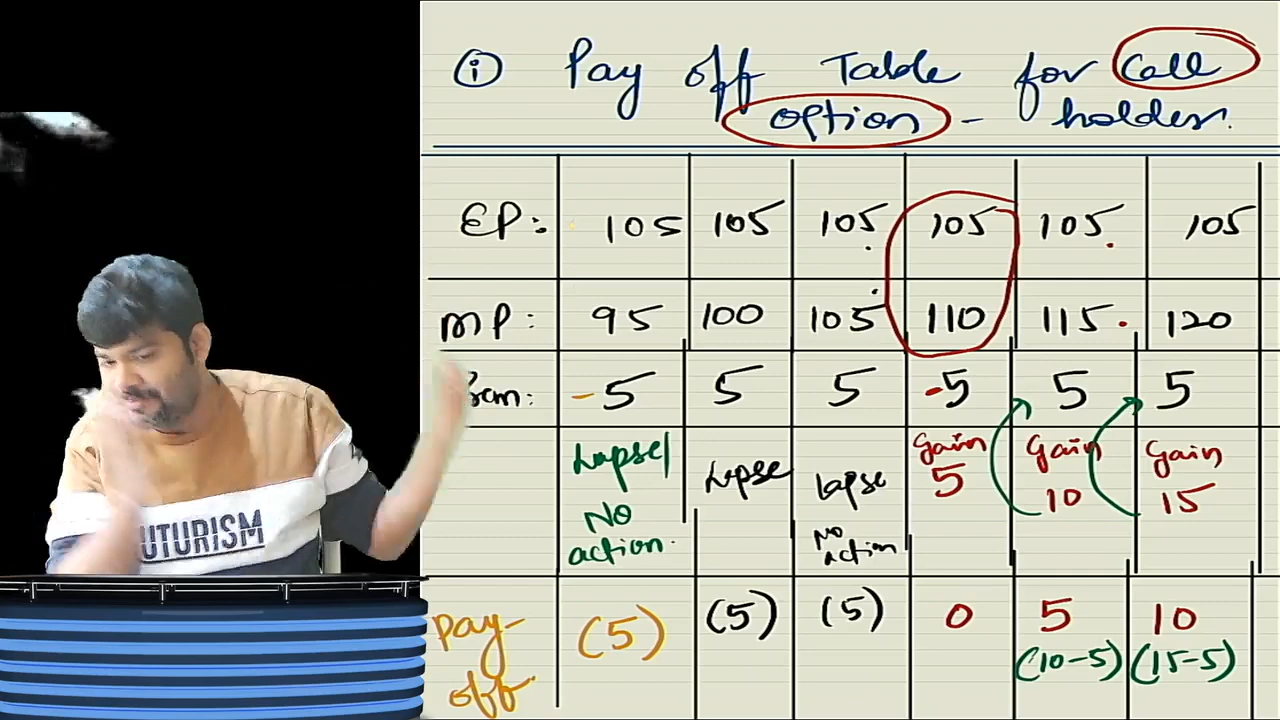 (i) Pay off Table for Call
option - holder.
EP: 105 105 105 105 105 105
MP: 95 100 105 110 115 120
-5 5 5 -5 5 5
Lapse/ Lapse Lapse Gain Gain Gain
5 10 15
No No
action. action
Pay- (5) (5) (5) 0 5 10
off (10-5) (15-5)
FUTURISM